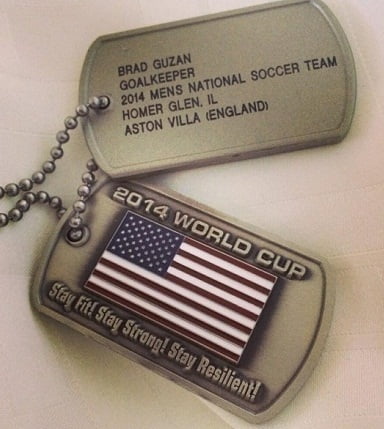 BRAD GUZAN
GOALKEEPER
2014 MENS NATIONAL SOCCER TEAM
HOMER GLEN, IL
ASTON VILLA (ENGLAND)
2014 WORLD CUP
Stay Fit! Stay Strong! Stay Resilient!